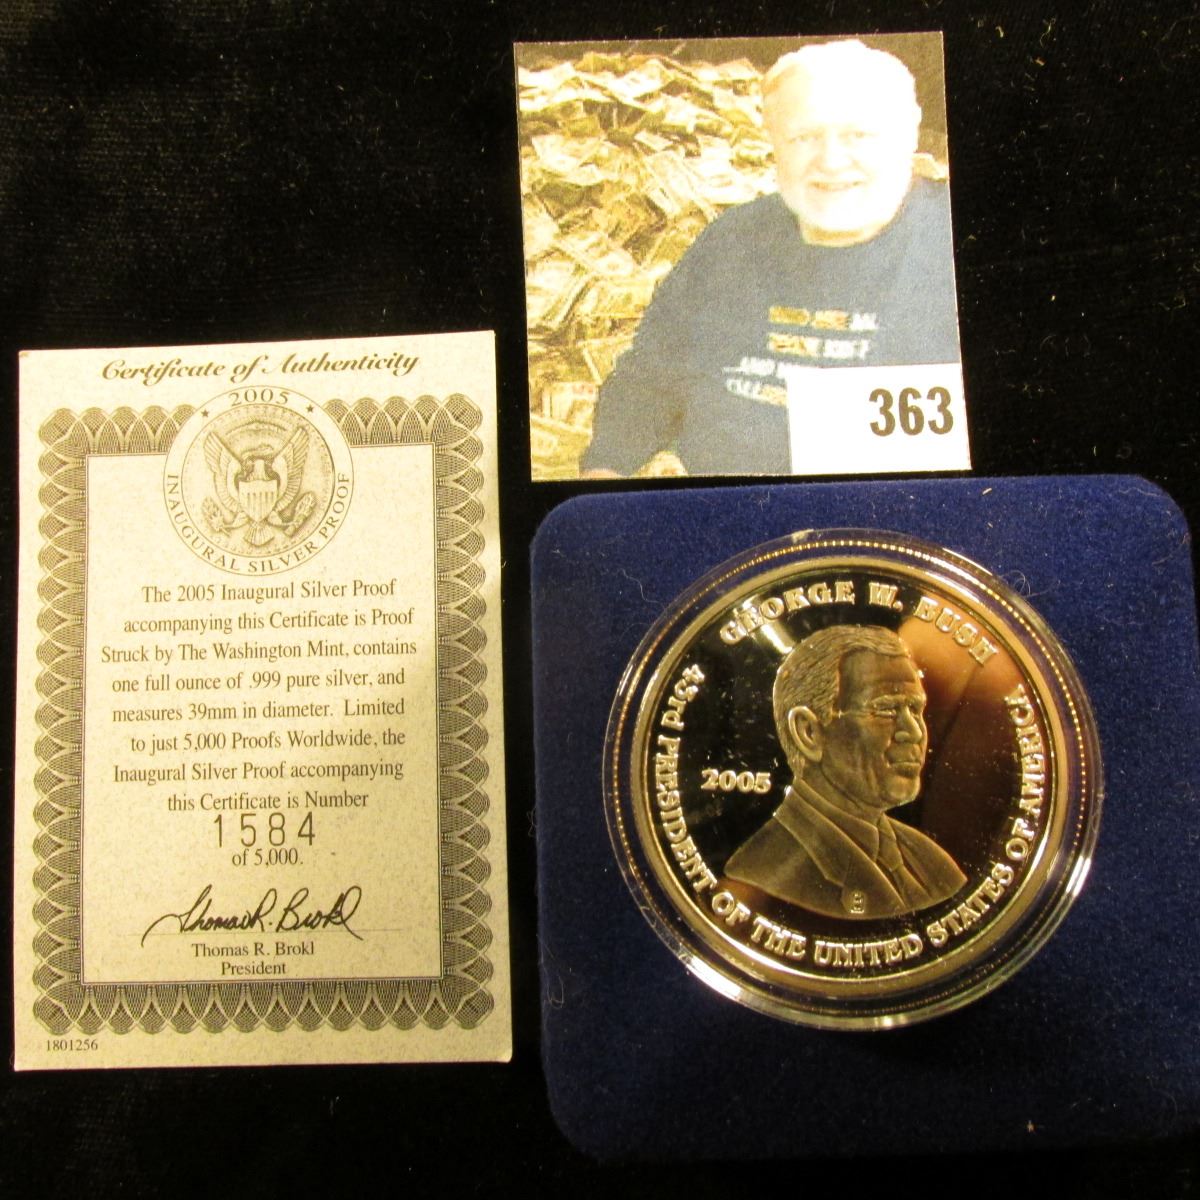 Certificate of Authenticity
2005
INAUGURAL SILVER PROOF
The 2005 Inaugural Silver Proof
accompanying this Certificate is Proof
Struck by The Washington Mint, contains
one full ounce of .999 pure silver, and
measures 39mm in diameter. Limited
to just 5,000 Proofs Worldwide, the
Inaugural Silver Proof accompanying
this Certificate is Number
1584
of 5,000.
Thomas R. Brokl
Thomas R. Brokl
President
1801256
363
GEORGE W. BUSH
2005
43rd PRESIDENT OF THE UNITED STATES OF AMERICA